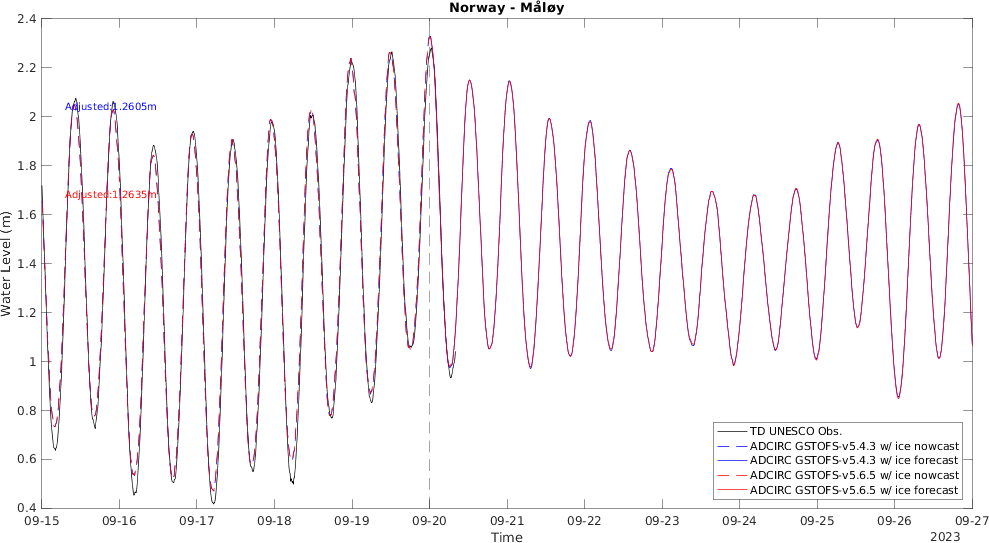 Norway - Måløy
2.4
2.2
2
1.8
1.6
1.4
1.2
1
0.8
0.6
0.4
Water Level (m)
Adjusted:1.2605m
Adjusted:1.2635m
TD UNESCO Obs.
ADCIRC GSTOFS-v5.4.3 w/ ice nowcast
ADCIRC GSTOFS-v5.4.3 w/ ice forecast
ADCIRC GSTOFS-v5.6.5 w/ ice nowcast
ADCIRC GSTOFS-v5.6.5 w/ ice forecast
09-15 09-16 09-17 09-18 09-19 09-20 09-21 09-22 09-23 09-24 09-25 09-26 09-27
Time
2023